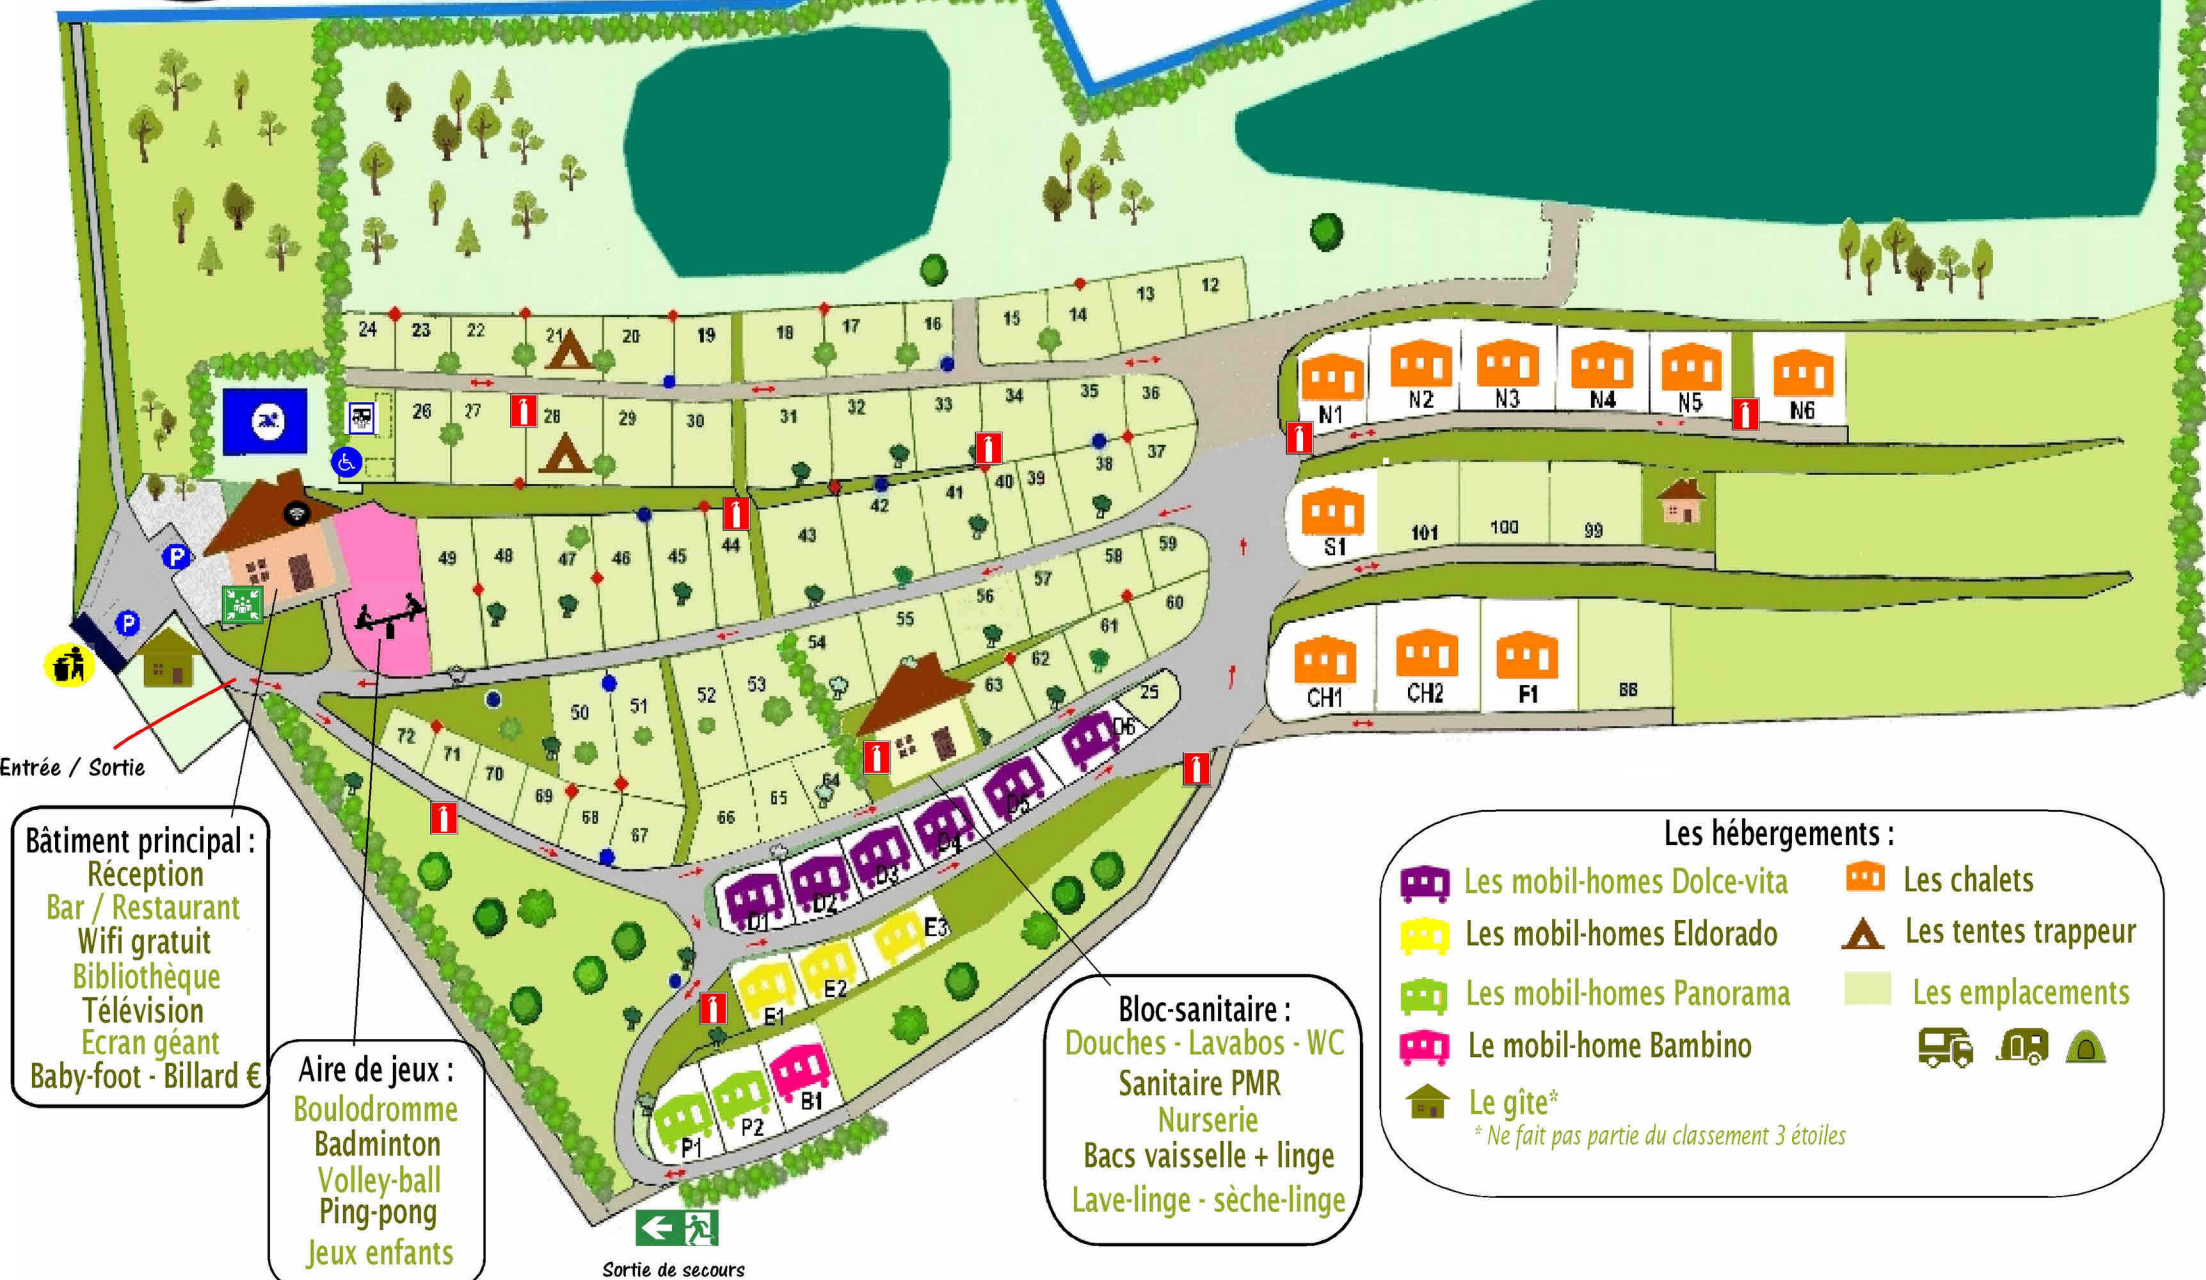 24
23
22
21
20
19
18
17
16
15
14
13
12
26
27
28
29
30
31
32
33
34
35
36
37
38
39
40
41
42
43
44
45
46
47
48
49
N1
N2
N3
N4
N5
N6
S1
101
100
99
CH1
CH2
F1
88
P
P
50
51
52
53
54
55
56
57
58
59
60
61
62
63
25
64
65
66
67
68
69
70
71
72
D1
D2
D3
D4
D5
D6
E1
E2
E3
P1
P2
B1
Entrée / Sortie
Bâtiment principal :
Réception
Bar / Restaurant
Wifi gratuit
Bibliothèque
Télévision
Ecran géant
Baby-foot - Billard €
Aire de jeux :
Boulodromme
Badminton
Volley-ball
Ping-pong
Jeux enfants
Sortie de secours
Bloc-sanitaire :
Douches - Lavabos - WC
Sanitaire PMR
Nurserie
Bacs vaisselle + linge
Lave-linge - sèche-linge
Les hébergements :
Les mobil-homes Dolce-vita
Les mobil-homes Eldorado
Les mobil-homes Panorama
Le mobil-home Bambino
Le gîte*
* Ne fait pas partie du classement 3 étoiles
Les chalets
Les tentes trappeur
Les emplacements